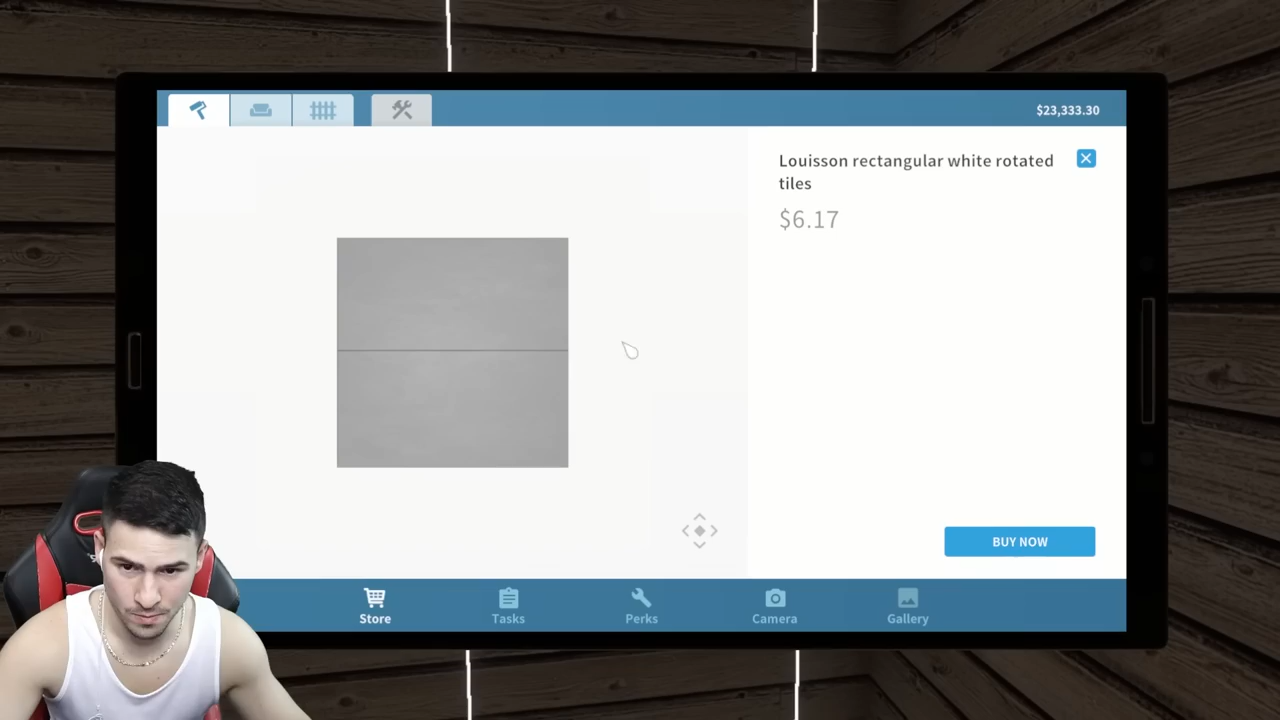 $23,333.30
Louisson rectangular white rotated
tiles
$6.17
BUY NOW
Store
Tasks
Perks
Camera
Gallery